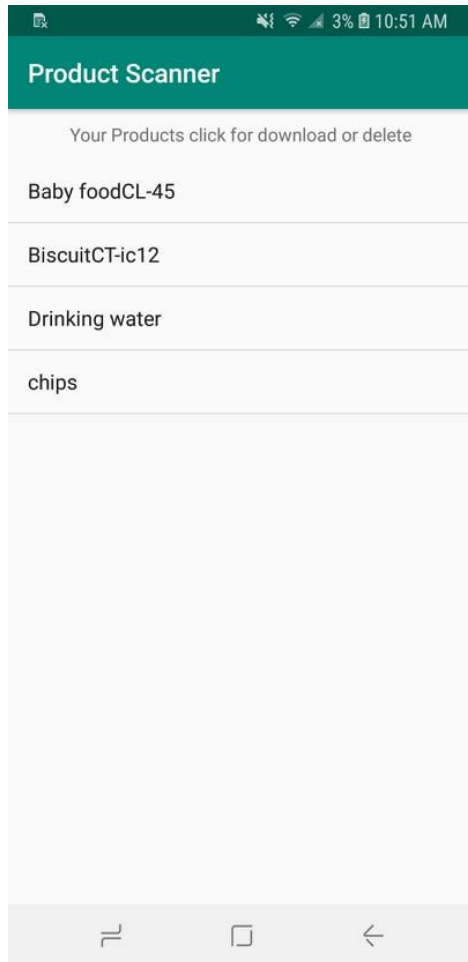 3% 10:51 AM
Product Scanner
Your Products click for download or delete
Baby foodCL-45
BiscuitCT-ic12
Drinking water
chips